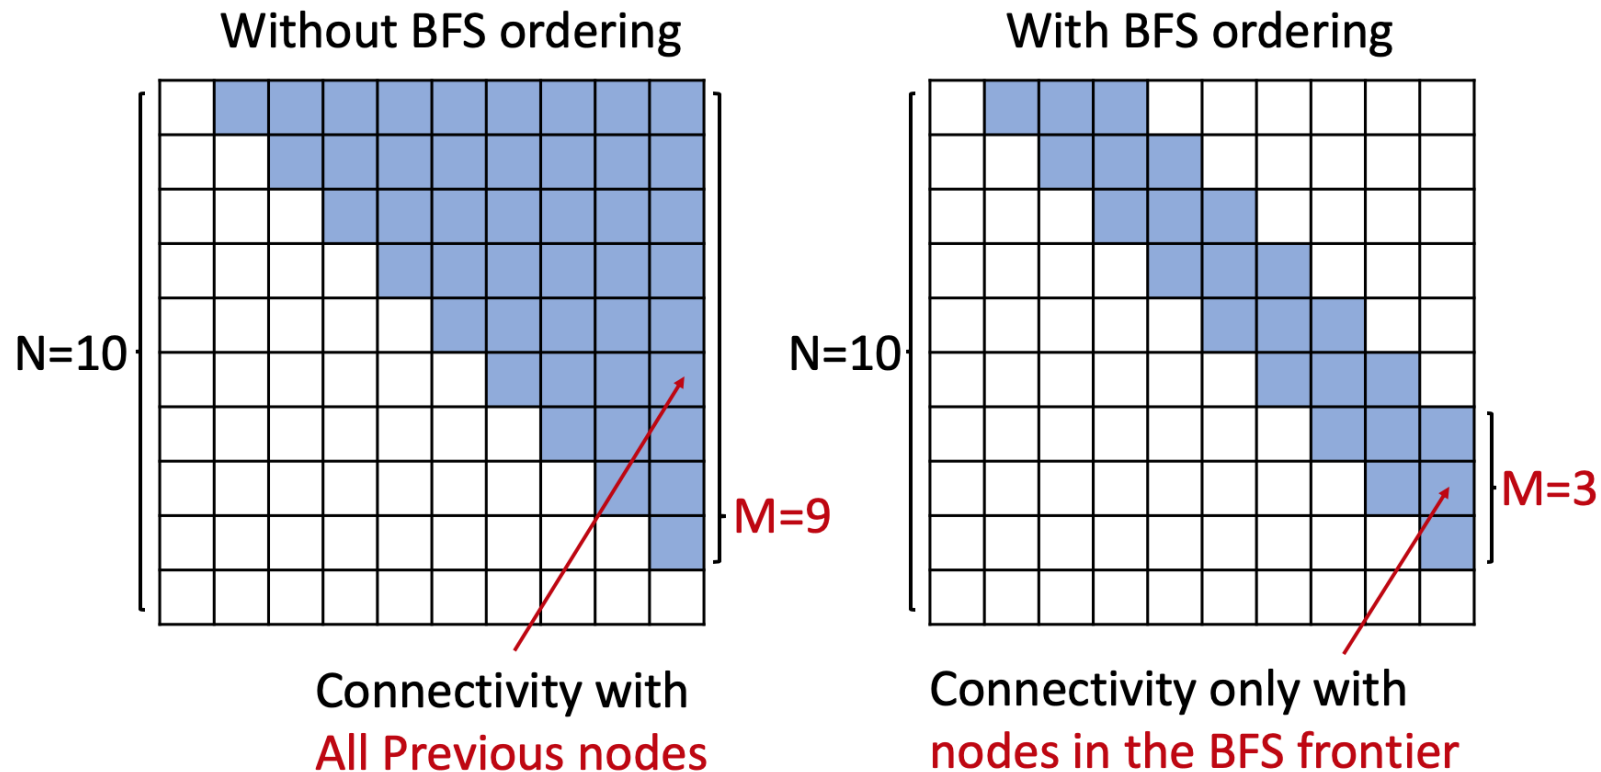 Without BFS ordering
With BFS ordering
N=10
M=9
N=10
M=3
Connectivity with
All Previous nodes
Connectivity only with
nodes in the BFS frontier